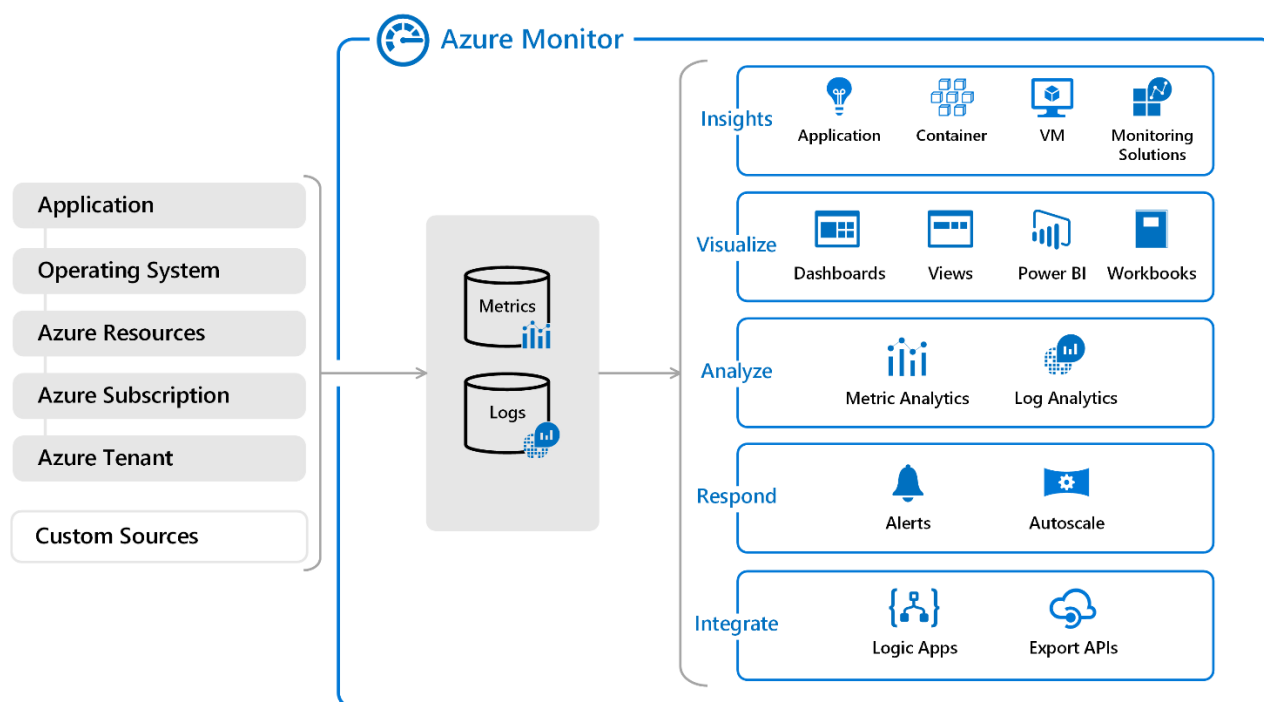 Azure Monitor
Application
Operating System
Azure Resources
Azure Subscription
Azure Tenant
Custom Sources
Metrics
Logs
Insights
Application
Container
VM
Monitoring
Solutions
Visualize
Dashboards
Views
Power BI
Workbooks
Analyze
Metric Analytics
Log Analytics
Respond
Alerts
Autoscale
Integrate
Logic Apps
Export APIs